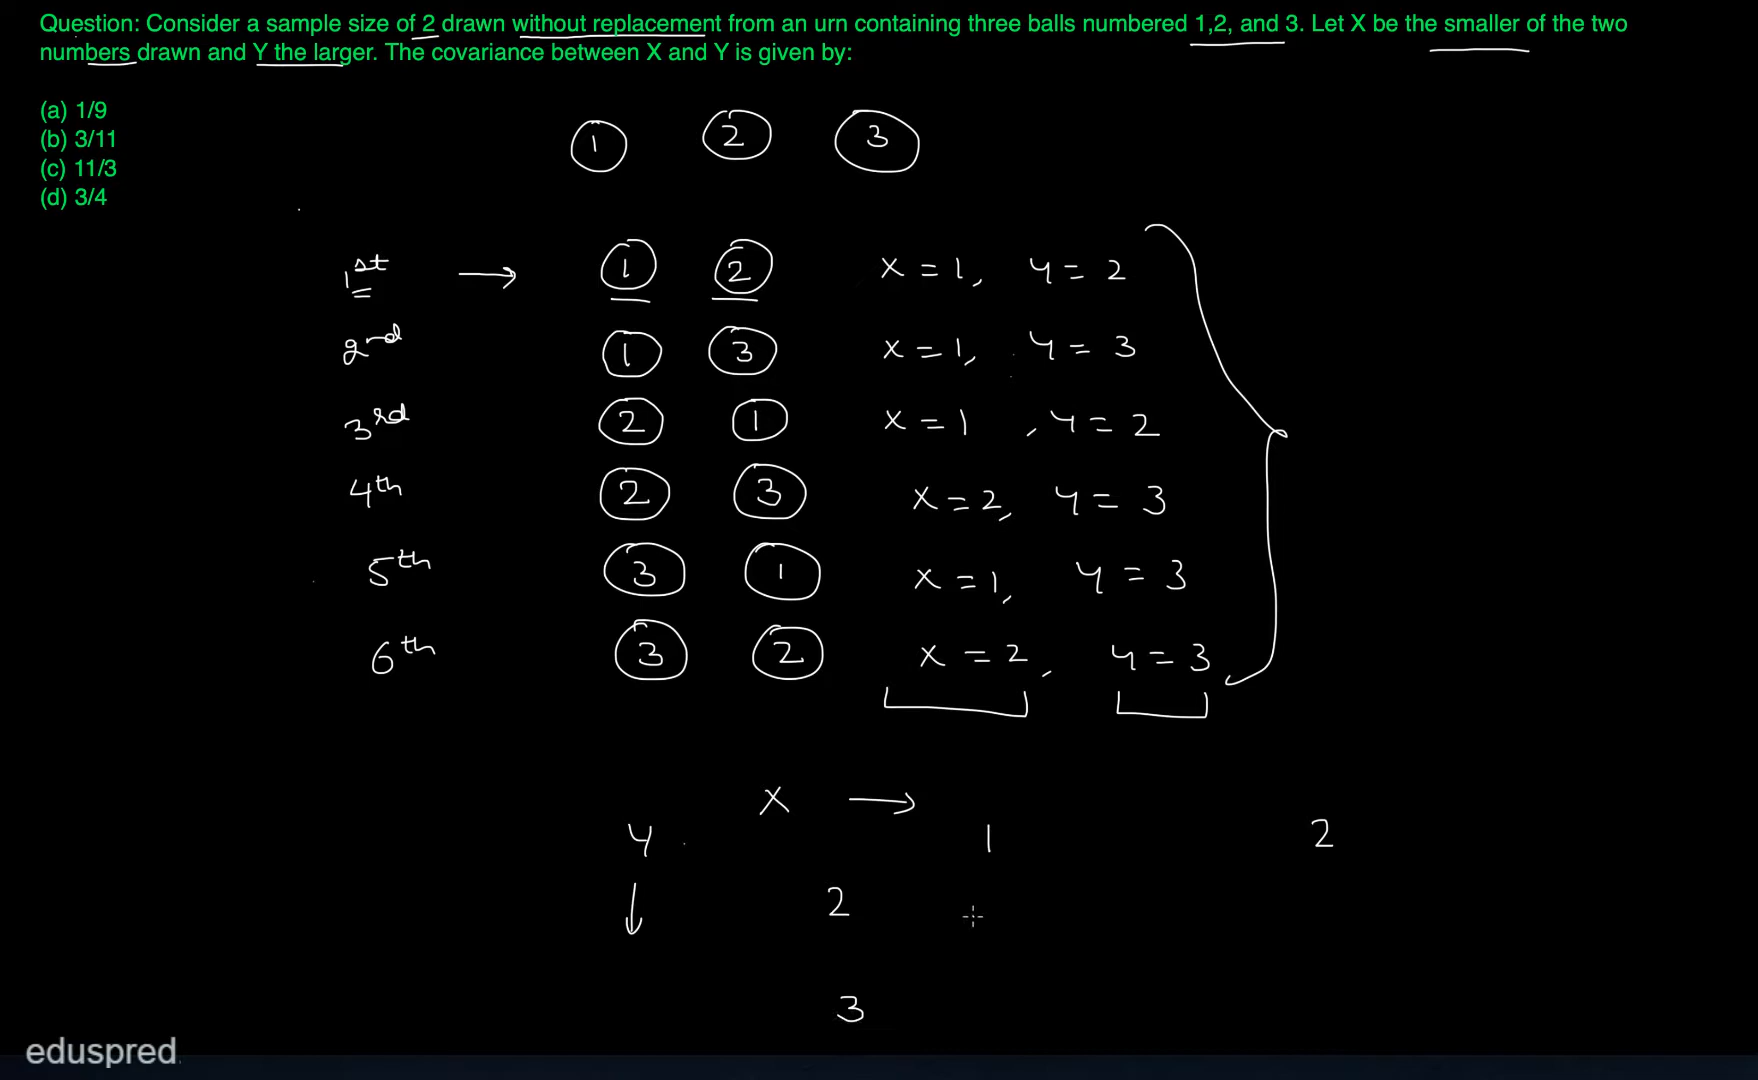 Question: Consider a sample size of 2 drawn without replacement from an urn containing three balls numbered 1,2, and 3. Let X be the smaller of the two
numbers drawn and Y the larger. The covariance between X and Y is given by:
(a) 1/9
(b) 3/11
(c) 11/3
(d) 3/4
1 2 3
1st → 1 2 x = 1, y = 2
2nd 1 3 x = 1, y = 3
3rd 2 1 x = 1, y = 2
4th 2 3 x = 2, y = 3
5th 3 1 x = 1, y = 3
6th 3 2 x = 2, y = 3
x →
y 1 2
↓ 2
3
eduspred